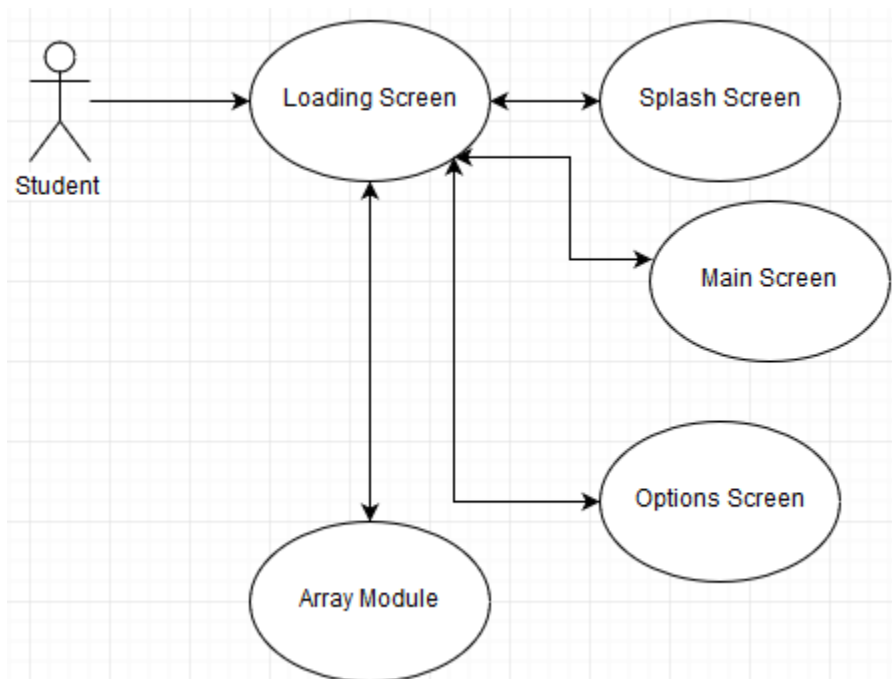 Loading Screen
Splash Screen
Student
Main Screen
Options Screen
Array Module